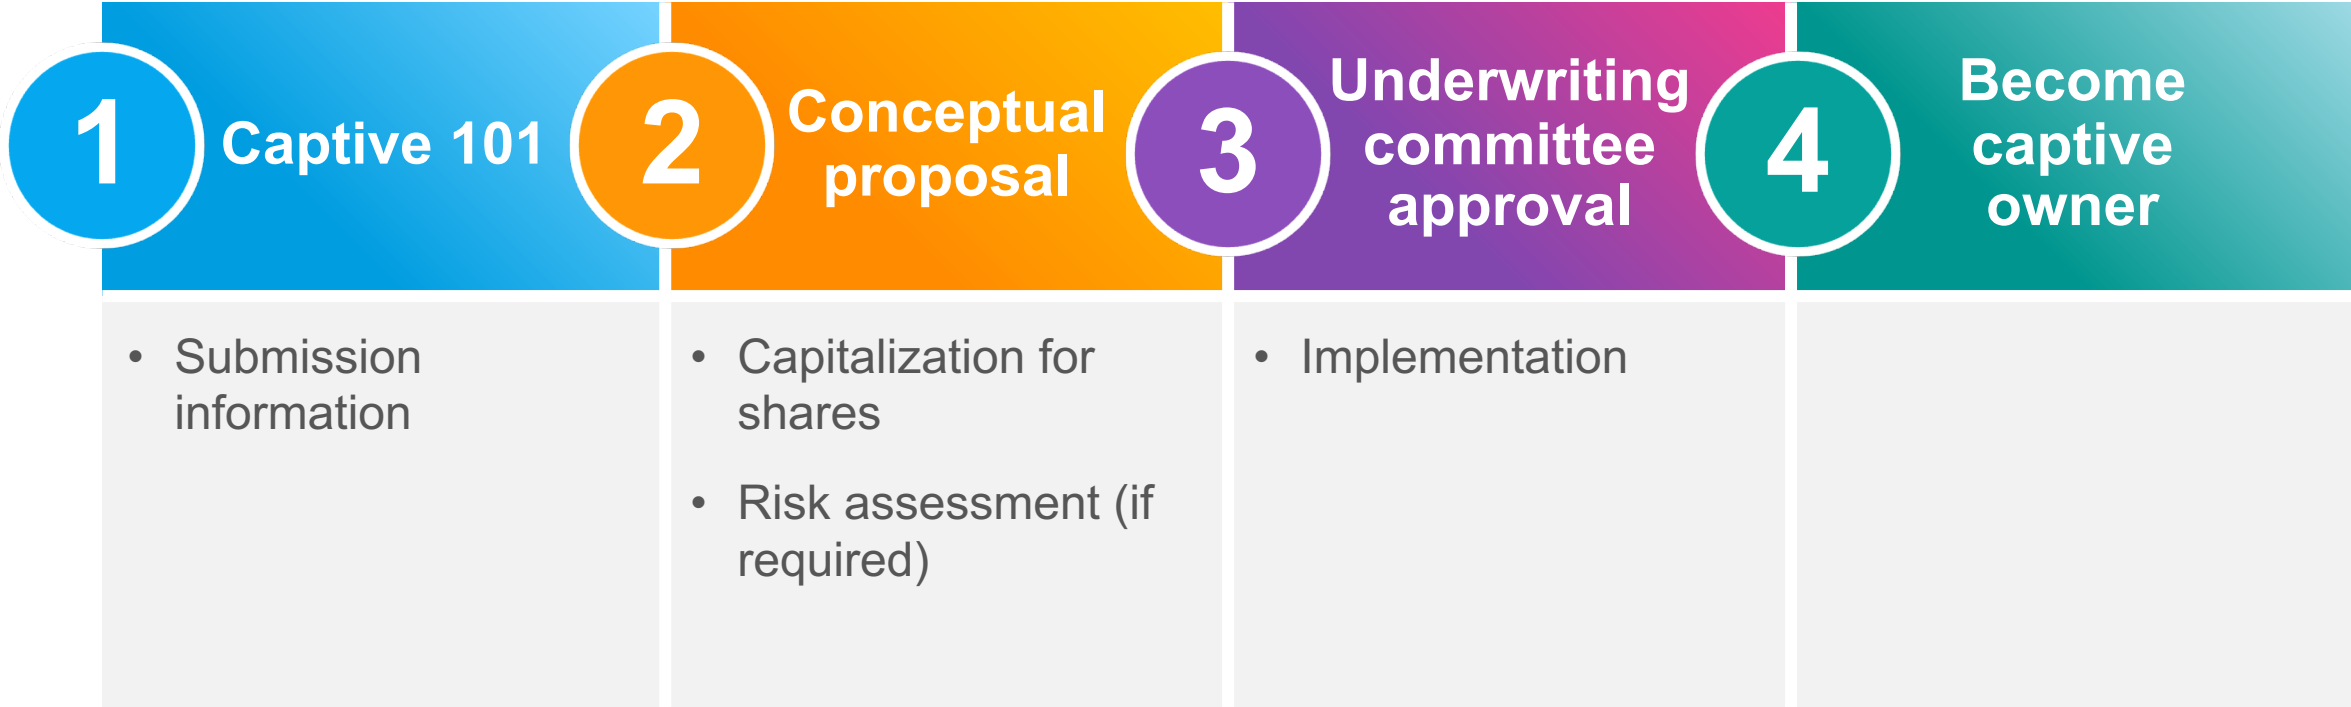 1
Captive 101
2
Conceptual
proposal
3
Underwriting
committee
approval
4
Become
captive
owner
• Submission
information
• Capitalization for
shares
• Risk assessment (if
required)
• Implementation